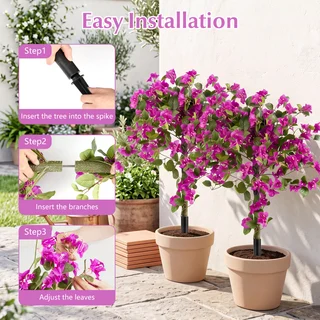 Easy Installation
Step1
Insert the tree into the spike
Step2
Insert the branches
Step3
Adjust the leaves